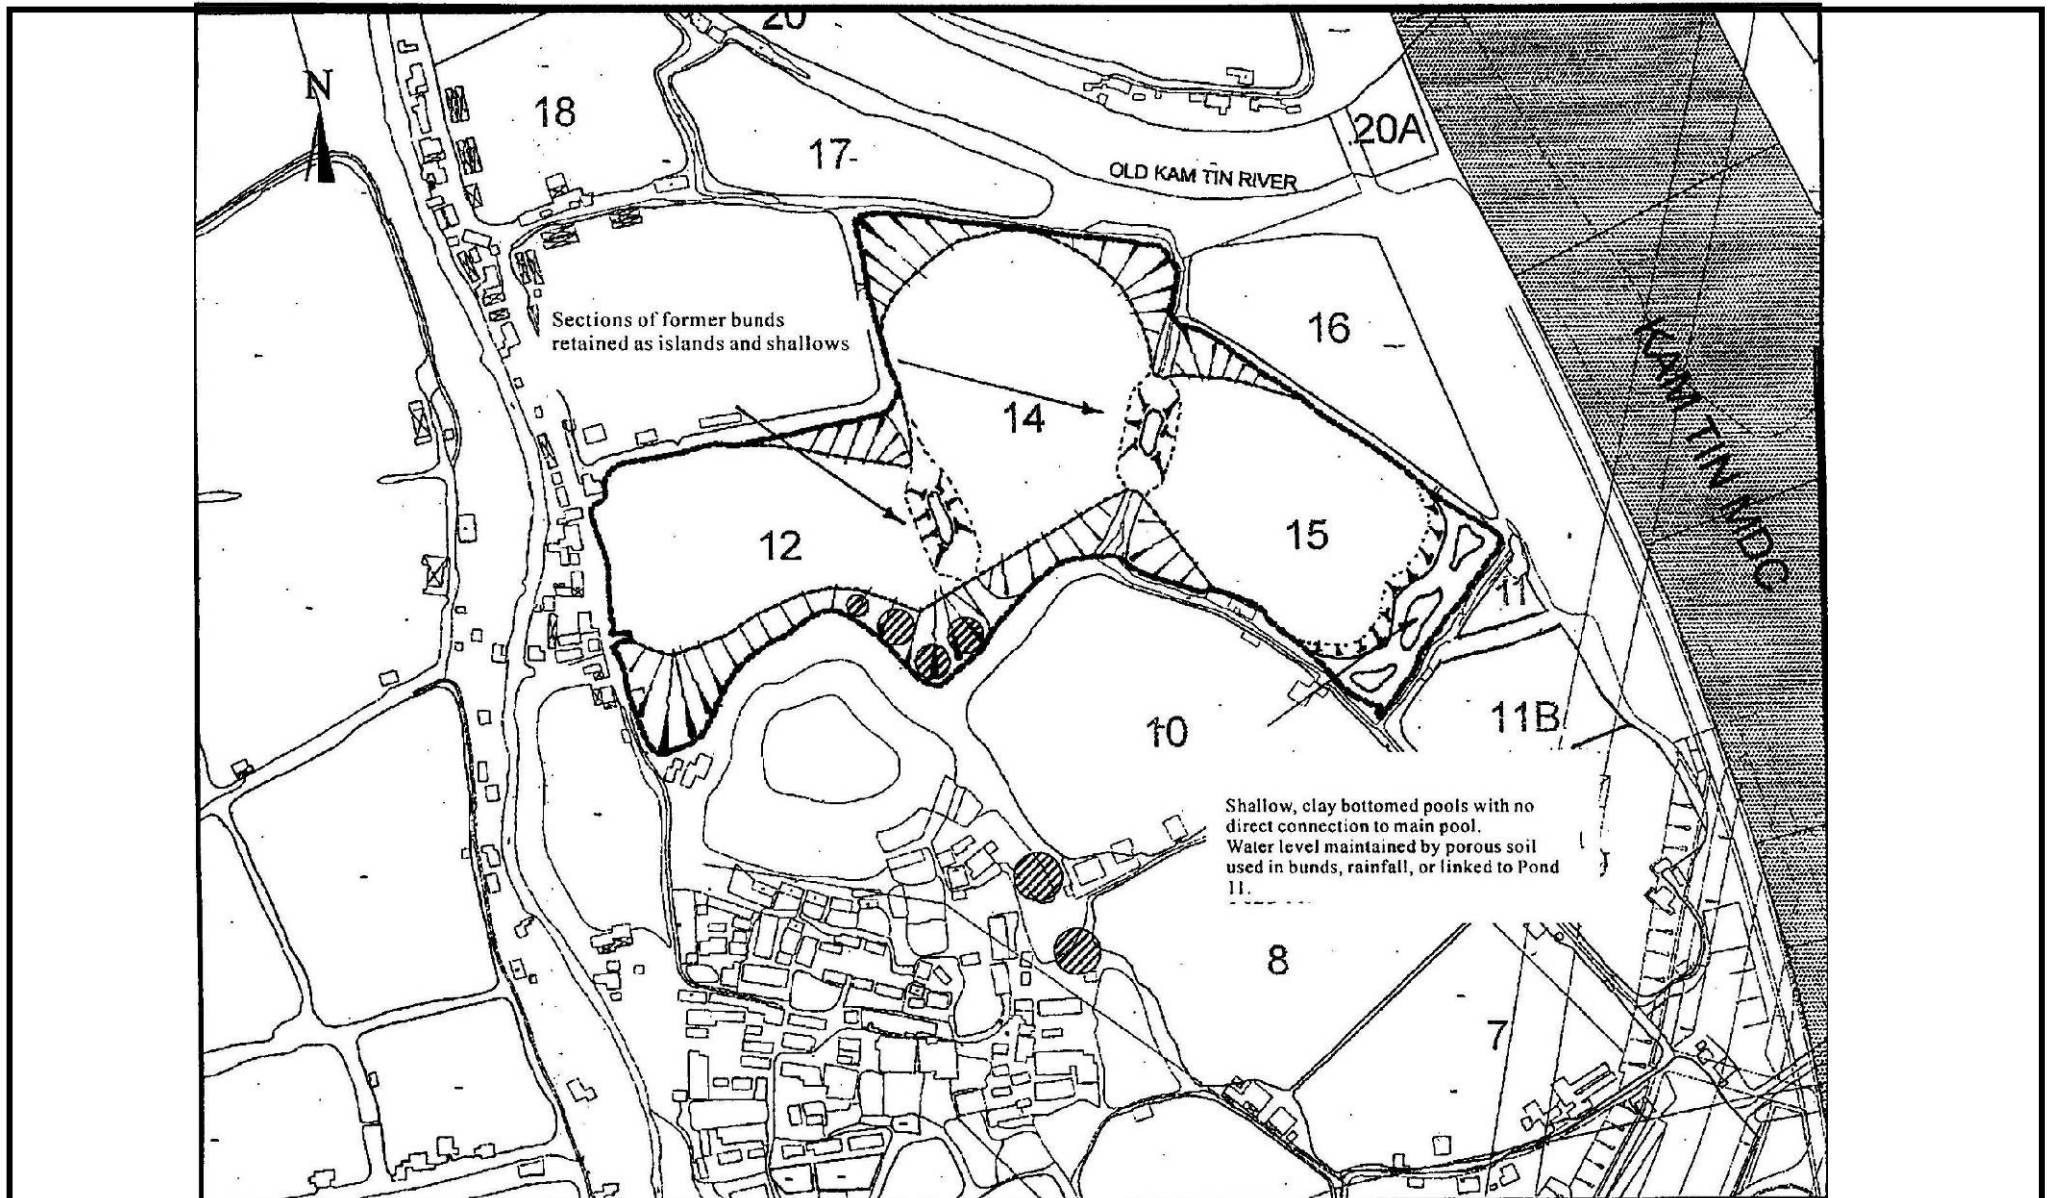 20
N
18
17
20A
OLD KAM TIN RIVER
Sections of former bunds
retained as islands and shallows
16
KAM TIN MDC
14
12
15
11
10
11B
Shallow, clay bottomed pools with no
direct connection to main pool.
Water level maintained by porous soil
used in bunds, rainfall, or linked to Pond
11.
8
7